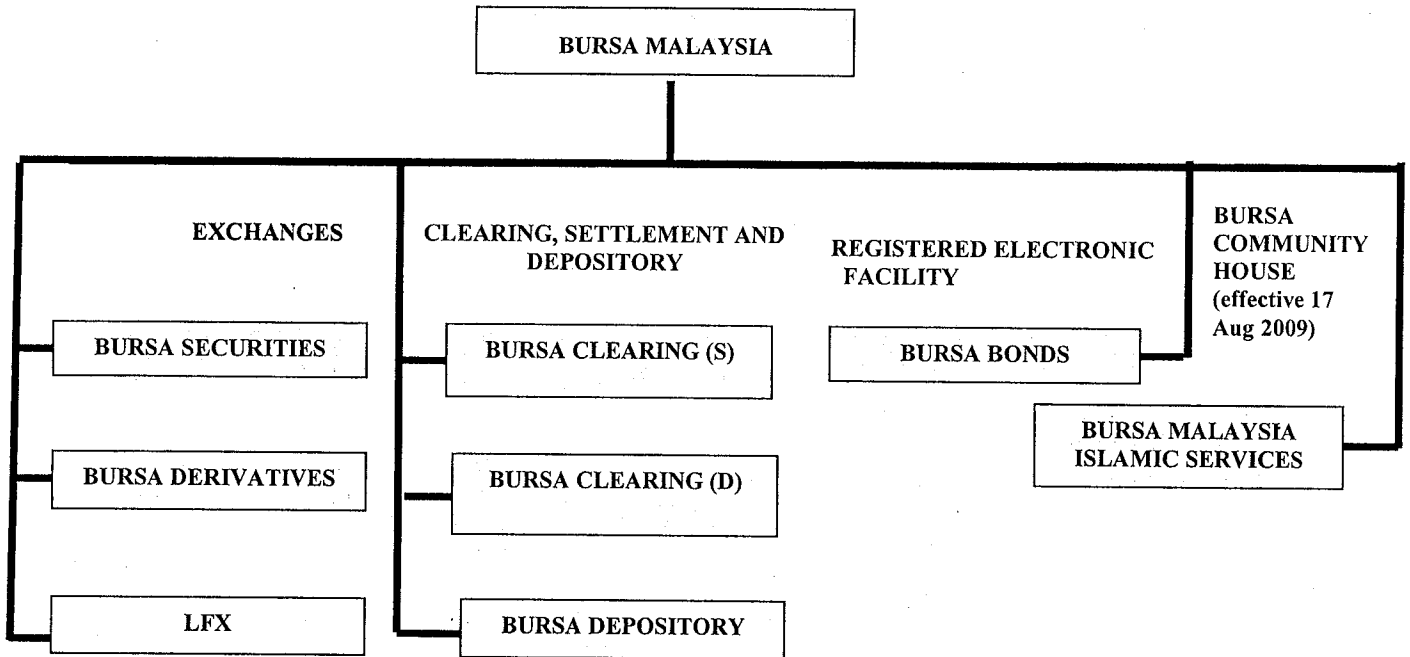 BURSA MALAYSIA
EXCHANGES
BURSA SECURITIES
BURSA DERIVATIVES
LFX
CLEARING, SETTLEMENT AND
DEPOSITORY
BURSA CLEARING (S)
BURSA CLEARING (D)
BURSA DEPOSITORY
REGISTERED ELECTRONIC
FACILITY
BURSA BONDS
BURSA
COMMUNITY
HOUSE
(effective 17
Aug 2009)
BURSA MALAYSIA
ISLAMIC SERVICES